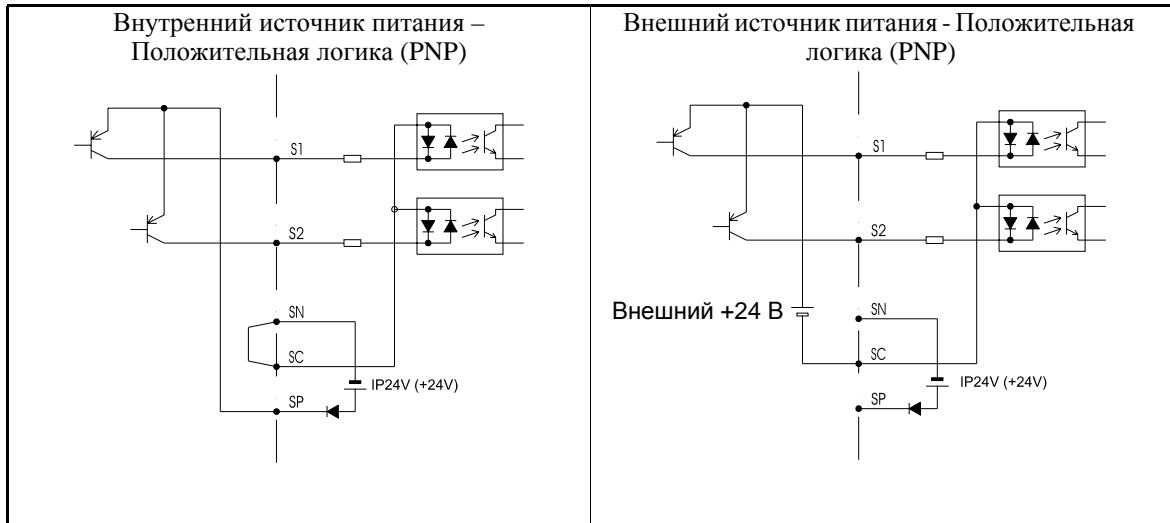 Внутренний источник питания –
Положительная логика (PNP)
S1
S2
SN
SC
IP24V (+24V)
SP
Внешний источник питания - Положительная
логика (PNP)
S1
S2
Внешний +24 В
SN
SC
IP24V (+24V)
SP